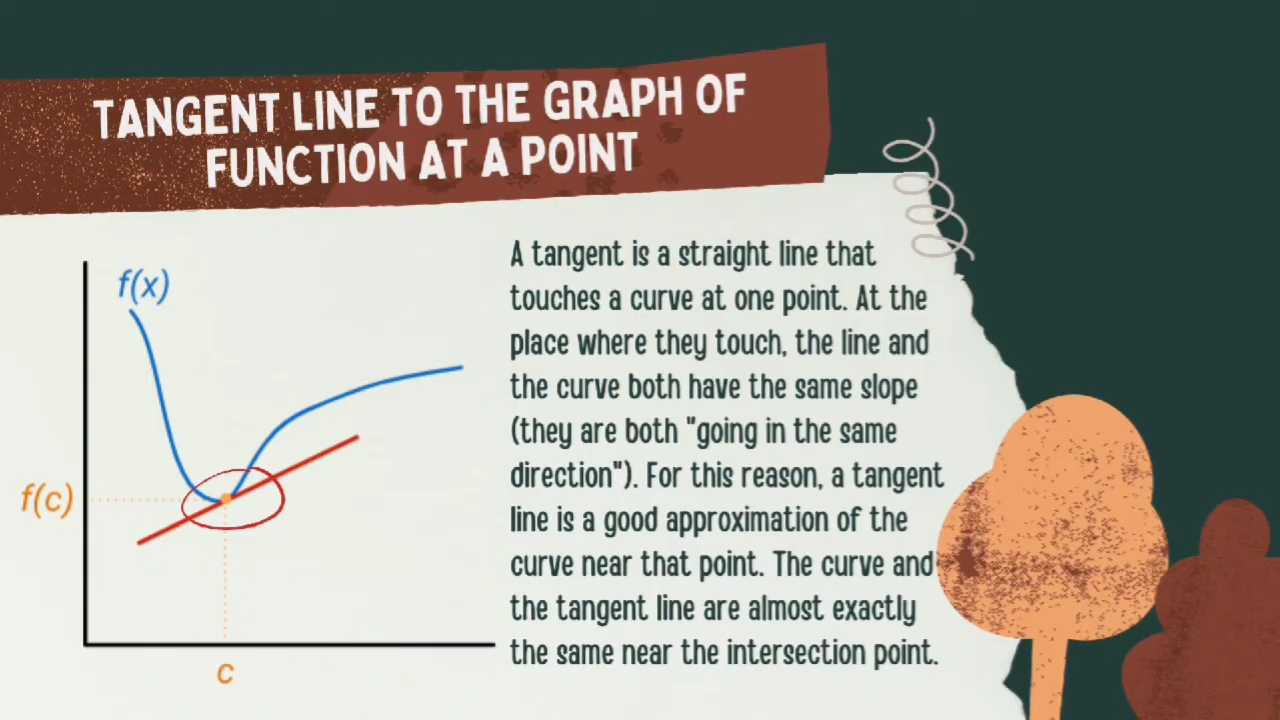 TANGENT LINE TO THE GRAPH OF
FUNCTION AT A POINT
f(x)
f(c)
c
A tangent is a straight line that
touches a curve at one point. At the
place where they touch, the line and
the curve both have the same slope
(they are both "going in the same
direction"). For this reason, a tangent
line is a good approximation of the
curve near that point. The curve and
the tangent line are almost exactly
the same near the intersection point.